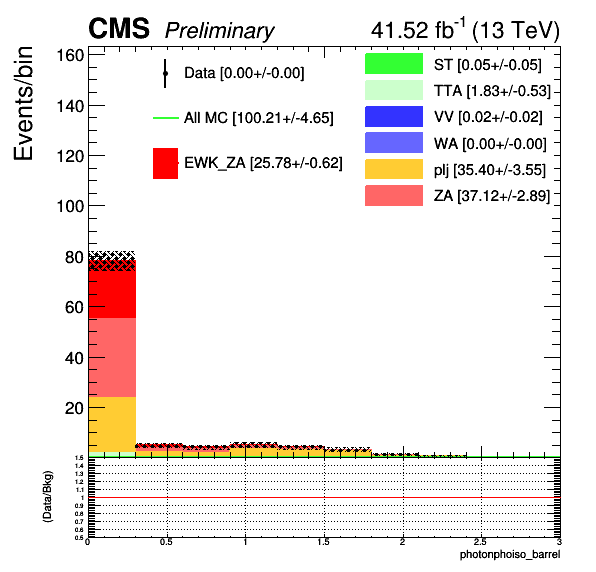 CMS Preliminary 41.52 fb⁻¹ (13 TeV)
Events/bin
160
140
120
100
80
60
40
20
Data [0.00+/-0.00]
All MC [100.21+/-4.65]
EWK_ZA [25.78+/-0.62]
ST [0.05+/-0.05]
TTA [1.83+/-0.53]
VV [0.02+/-0.02]
WA [0.00+/-0.00]
plj [35.40+/-3.55]
ZA [37.12+/-2.89]
(Data/Bkg)
1.5
1.4
1.3
1.2
1.1
1
0.9
0.8
0.7
0.6
0.5
0 0.5 1 1.5 2 2.5 3
photonphoiso_barrel